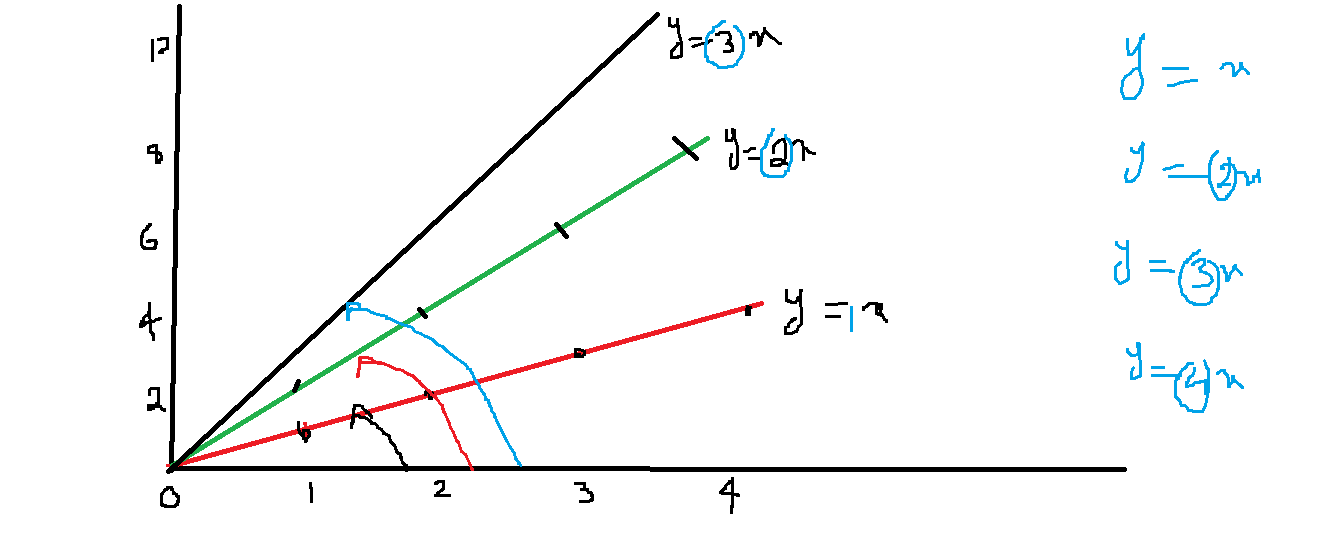 y=3x
y = x
12
y=2x
8
y=2x
6
y=3x
4
y=1x
y=4x
2
0 1 2 3 4